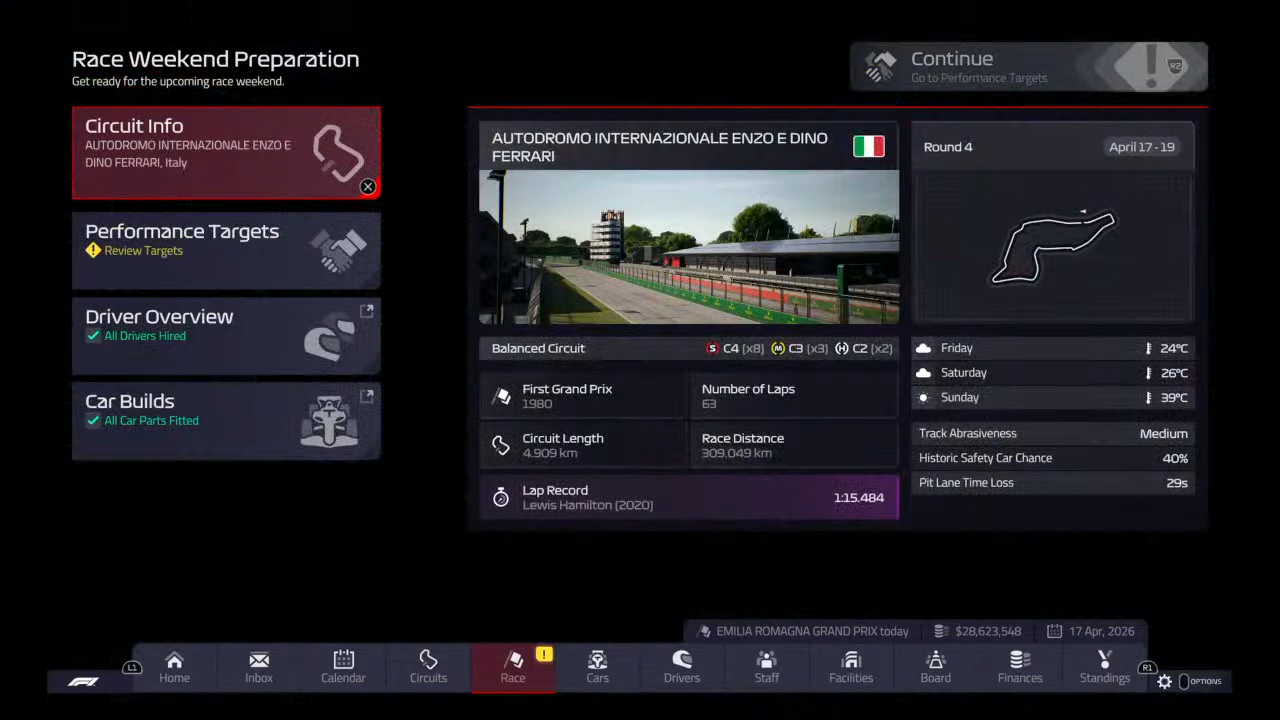 Race Weekend Preparation
Get ready for the upcoming race weekend.
Continue
Go to Performance Targets
R2
Circuit Info
AUTODROMO INTERNAZIONALE ENZO E
DINO FERRARI, Italy
Performance Targets
Review Targets
Driver Overview
All Drivers Hired
Car Builds
All Car Parts Fitted
AUTODROMO INTERNAZIONALE ENZO E DINO
FERRARI
Balanced Circuit
S C4 (x8) M C3 (x3) H C2 (x2)
First Grand Prix
1980
Number of Laps
63
Circuit Length
4.909 km
Race Distance
309.049 km
Lap Record
Lewis Hamilton (2020)
1:15.484
Round 4
April 17 - 19
Friday 24°C
Saturday 26°C
Sunday 39°C
Track Abrasiveness Medium
Historic Safety Car Chance 40%
Pit Lane Time Loss 29s
EMILIA ROMAGNA GRAND PRIX today
$28,623,548
17 Apr, 2026
L1
Home
Inbox
Calendar
Circuits
Race
Cars
Drivers
Staff
Facilities
Board
Finances
Standings
R1
OPTIONS